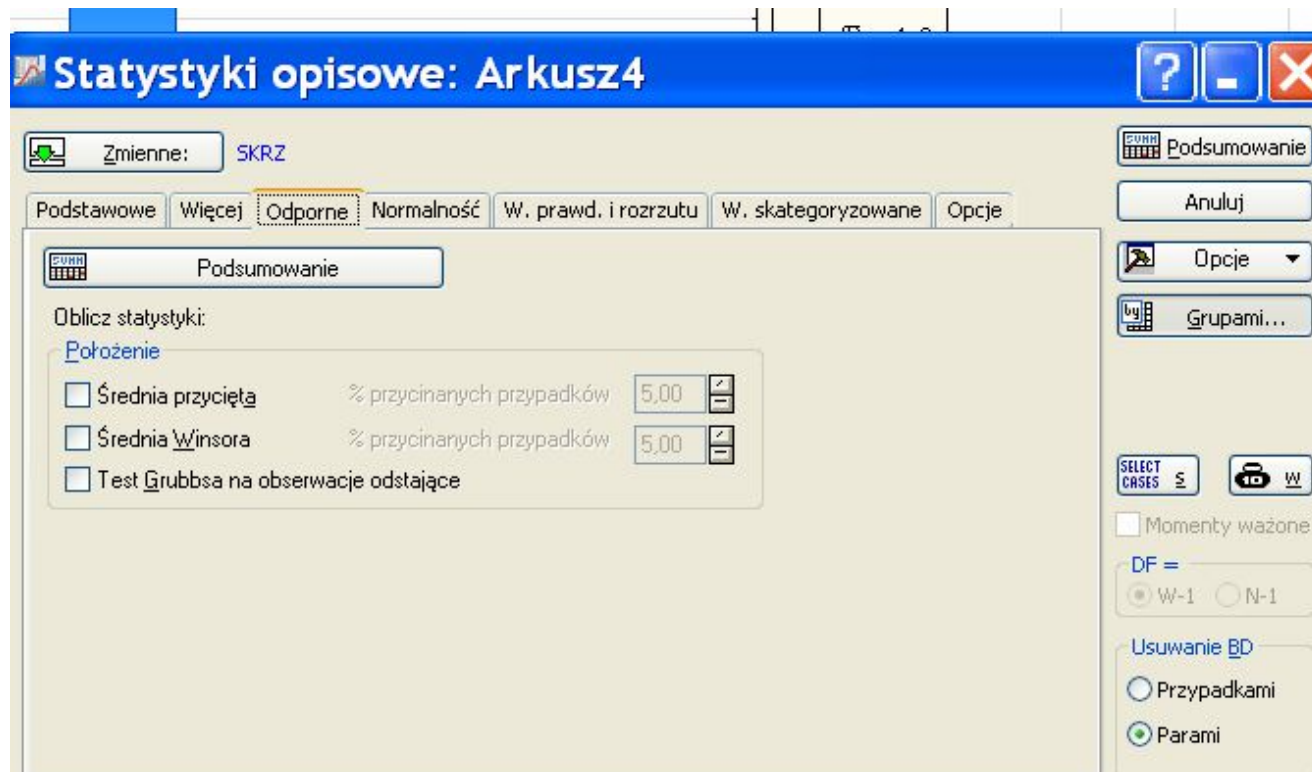 Statystyki opisowe: Arkusz4
Zmienne: SKRZ
Podstawowe Więcej Odporne Normalność W. prawd. i rozrzutu W. skategoryzowane Opcje
Podsumowanie
Oblicz statystyki:
Położenie
Średnia przycięta % przycinanych przypadków 5,00
Średnia Winsora % przycinanych przypadków 5,00
Test Grubbsa na obserwacje odstające
SUMM Podsumowanie
Anuluj
Opcje
by Grupami...
SELECT CASES S W
Momenty ważone
DF =
W-1 N-1
Usuwanie BD
Przypadkami
Parami